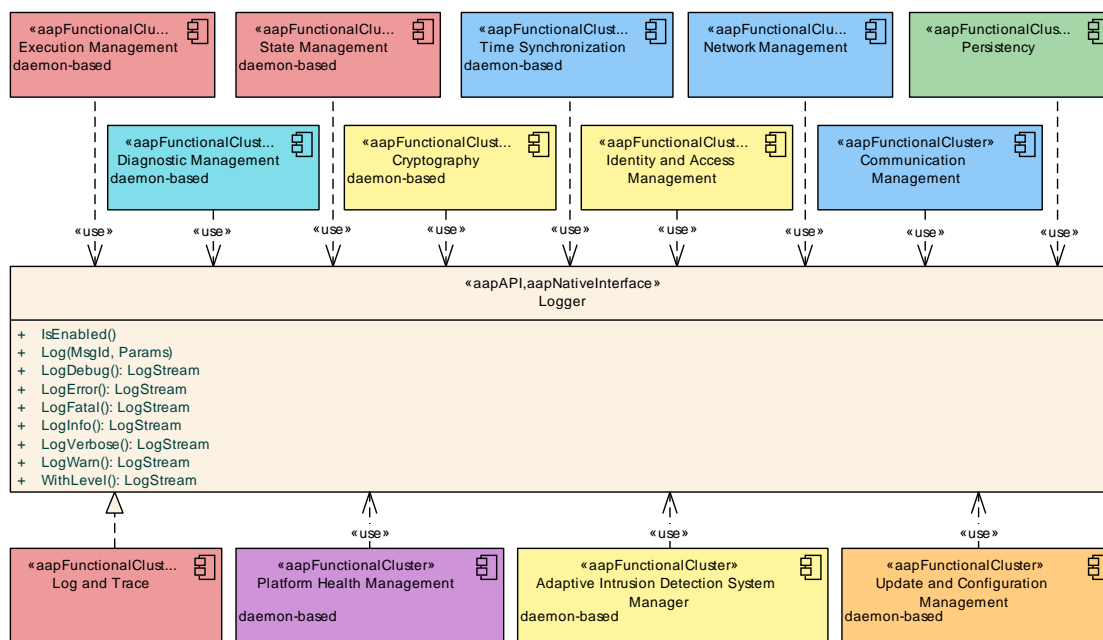 «aapFunctionalClu...
Execution Management
daemon-based
«aapFunctionalClu...
State Management
daemon-based
«aapFunctionalClust...
Time Synchronization
daemon-based
«aapFunctionalClu...
Network Management
«aapFunctionalClus...
Persistency
«aapFunctionalClust...
Diagnostic Management
daemon-based
«aapFunctionalClust...
Cryptography
daemon-based
«aapFunctionalClust...
Identity and Access
Management
«aapFunctionalCluster»
Communication
Management
«use»
«use»
«use»
«use»
«use»
«use»
«use»
«use»
«use»
«aapAPI,aapNativeInterface»
Logger
+ IsEnabled()
+ Log(MsgId, Params)
+ LogDebug(): LogStream
+ LogError(): LogStream
+ LogFatal(): LogStream
+ LogInfo(): LogStream
+ LogVerbose(): LogStream
+ LogWarn(): LogStream
+ WithLevel(): LogStream
«use»
«use»
«use»
«aapFunctionalClust...
Log and Trace
«aapFunctionalCluster»
Platform Health Management
daemon-based
«aapFunctionalCluster»
Adaptive Intrusion Detection System
Manager
daemon-based
«aapFunctionalCluster»
Update and Configuration
Management
daemon-based